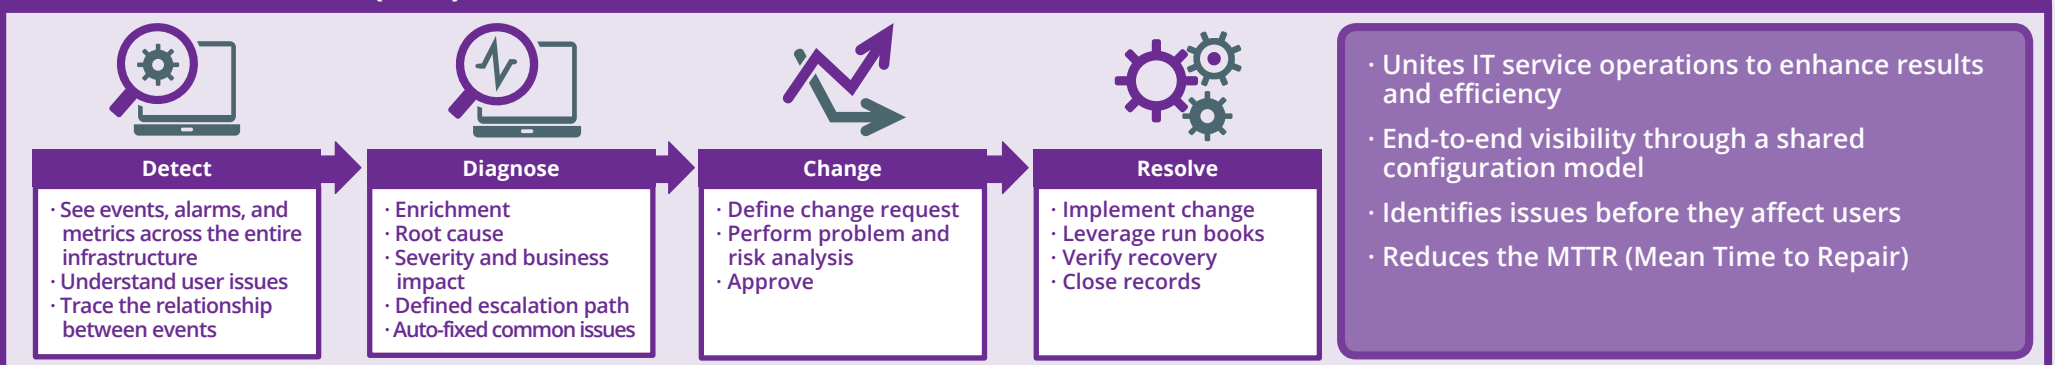 Detect
· See events, alarms, and
metrics across the entire
infrastructure
· Understand user issues
· Trace the relationship
between events
Diagnose
· Enrichment
· Root cause
· Severity and business
impact
· Defined escalation path
· Auto-fixed common issues
Change
· Define change request
· Perform problem and
risk analysis
· Approve
Resolve
· Implement change
· Leverage run books
· Verify recovery
· Close records
· Unites IT service operations to enhance results
and efficiency
· End-to-end visibility through a shared
configuration model
· Identifies issues before they affect users
· Reduces the MTTR (Mean Time to Repair)